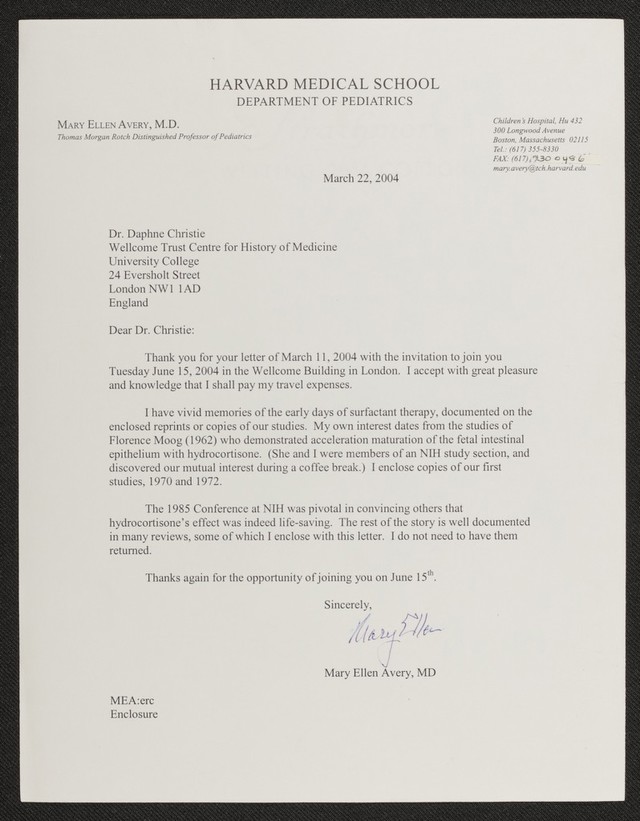 HARVARD MEDICAL SCHOOL
DEPARTMENT OF PEDIATRICS
MARY ELLEN AVERY, M.D.
Thomas Morgan Rotch Distinguished Professor of Pediatrics
Children's Hospital, Hu 432
300 Longwood Avenue
Boston, Massachusetts 02115
Tel.: (617) 355-8330
FAX: (617) 730 0486
mary.avery@tch.harvard.edu
March 22, 2004
Dr. Daphne Christie
Wellcome Trust Centre for History of Medicine
University College
24 Eversholt Street
London NW1 1AD
England
Dear Dr. Christie:
Thank you for your letter of March 11, 2004 with the invitation to join you
Tuesday June 15, 2004 in the Wellcome Building in London. I accept with great pleasure
and knowledge that I shall pay my travel expenses.
I have vivid memories of the early days of surfactant therapy, documented on the
enclosed reprints or copies of our studies. My own interest dates from the studies of
Florence Moog (1962) who demonstrated acceleration maturation of the fetal intestinal
epithelium with hydrocortisone. (She and I were members of an NIH study section, and
discovered our mutual interest during a coffee break.) I enclose copies of our first
studies, 1970 and 1972.
The 1985 Conference at NIH was pivotal in convincing others that
hydrocortisone's effect was indeed life-saving. The rest of the story is well documented
in many reviews, some of which I enclose with this letter. I do not need to have them
returned.
Thanks again for the opportunity of joining you on June 15th.
Sincerely,
Mary Ellen
Mary Ellen Avery, MD
MEA:erc
Enclosure